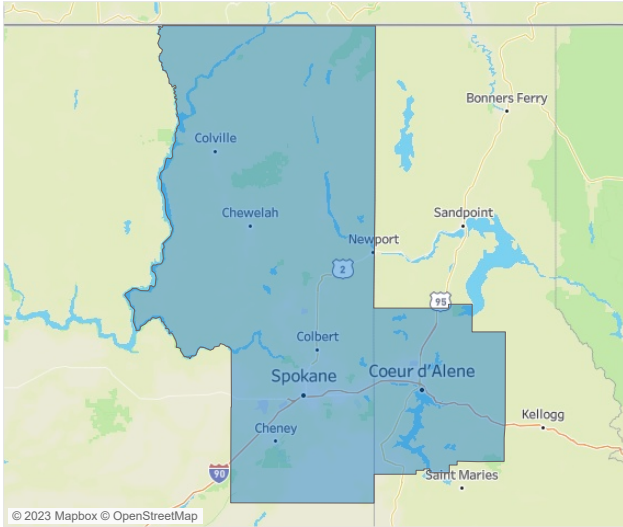 Bonners Ferry
Colville
Chewelah
Sandpoint
Newport
2
95
Colbert
Spokane
Coeur d'Alene
Kellogg
Cheney
90
Saint Maries
© 2023 Mapbox © OpenStreetMap